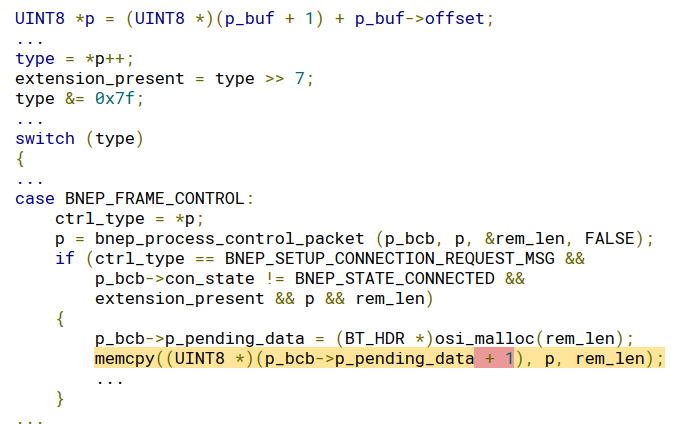 UINT8 *p = (UINT8 *)(p_buf + 1) + p_buf->offset;
...
type = *p++;
extension_present = type >> 7;
type &= 0x7f;
...
switch (type)
{
...
case BNEP_FRAME_CONTROL:
    ctrl_type = *p;
    p = bnep_process_control_packet (p_bcb, p, &rem_len, FALSE);
    if (ctrl_type == BNEP_SETUP_CONNECTION_REQUEST_MSG &&
        p_bcb->con_state != BNEP_STATE_CONNECTED &&
        extension_present && p && rem_len)
    {
        p_bcb->p_pending_data = (BT_HDR *)osi_malloc(rem_len);
        memcpy((UINT8 *)(p_bcb->p_pending_data + 1), p, rem_len);
        ...
    }
...